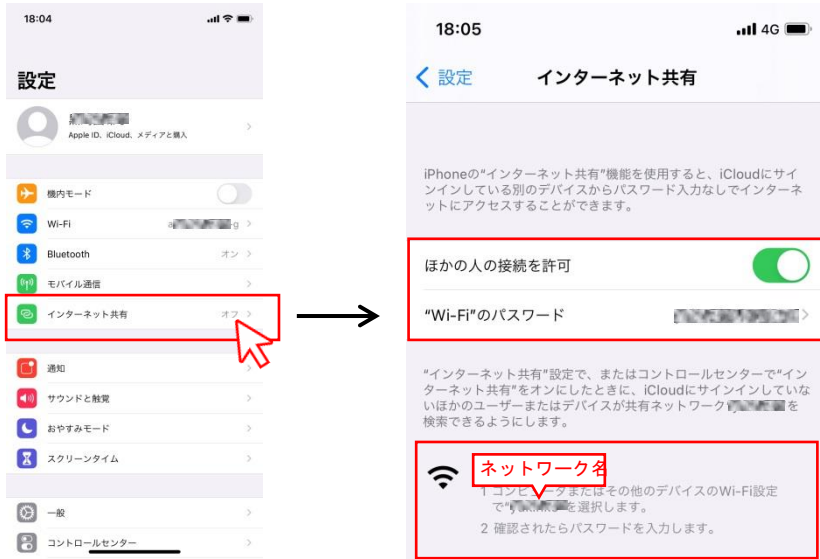 18:04
設定
Apple ID、iCloud、メディアと購入
機内モード
Wi-Fi
Bluetooth オン
モバイル通信
インターネット共有 オフ
通知
サウンドと触覚
おやすみモード
スクリーンタイム
一般
コントロールセンター
18:05 4G
設定 インターネット共有
iPhoneの"インターネット共有"機能を使用すると、iCloudにサイ
ンインしている別のデバイスからパスワード入力なしでインターネ
ットにアクセスすることができます。
ほかの人の接続を許可
"Wi-Fi"のパスワード
"インターネット共有"設定で、またはコントロールセンターで"イン
ターネット共有"をオンにしたときに、iCloudにサインインしていな
いほかのユーザーまたはデバイスが共有ネットワーク を
検索できるようにします。
ネットワーク名
1 コンピュータまたはその他のデバイスのWi-Fi設定
で" を選択します。
2 確認されたらパスワードを入力します。